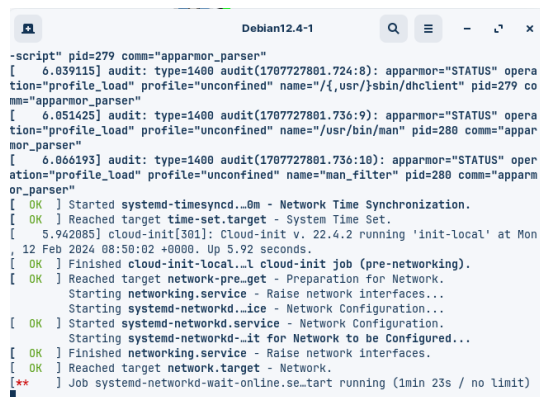 Debian12.4-1
-script" pid=279 comm="apparmor_parser"
[    6.039115] audit: type=1400 audit(1707727801.724:8): apparmor="STATUS" opera
tion="profile_load" profile="unconfined" name="/{,usr/}sbin/dhclient" pid=279 co
mm="apparmor_parser"
[    6.051425] audit: type=1400 audit(1707727801.736:9): apparmor="STATUS" opera
tion="profile_load" profile="unconfined" name="/usr/bin/man" pid=280 comm="appar
mor_parser"
[    6.066193] audit: type=1400 audit(1707727801.736:10): apparmor="STATUS" oper
ation="profile_load" profile="unconfined" name="man_filter" pid=280 comm="apparm
or_parser"
[  OK  ] Started systemd-timesyncd.…0m - Network Time Synchronization.
[  OK  ] Reached target time-set.target - System Time Set.
[    5.942085] cloud-init[301]: Cloud-init v. 22.4.2 running 'init-local' at Mon
, 12 Feb 2024 08:50:02 +0000. Up 5.92 seconds.
[  OK  ] Finished cloud-init-local.…l cloud-init job (pre-networking).
[  OK  ] Reached target network-pre…get - Preparation for Network.
         Starting networking.service - Raise network interfaces...
         Starting systemd-networkd.…ice - Network Configuration...
[  OK  ] Started systemd-networkd.service - Network Configuration.
         Starting systemd-networkd-…it for Network to be Configured...
[  OK  ] Finished networking.service - Raise network interfaces.
[  OK  ] Reached target network.target - Network.
[**    ] Job systemd-networkd-wait-online.se…tart running (1min 23s / no limit)